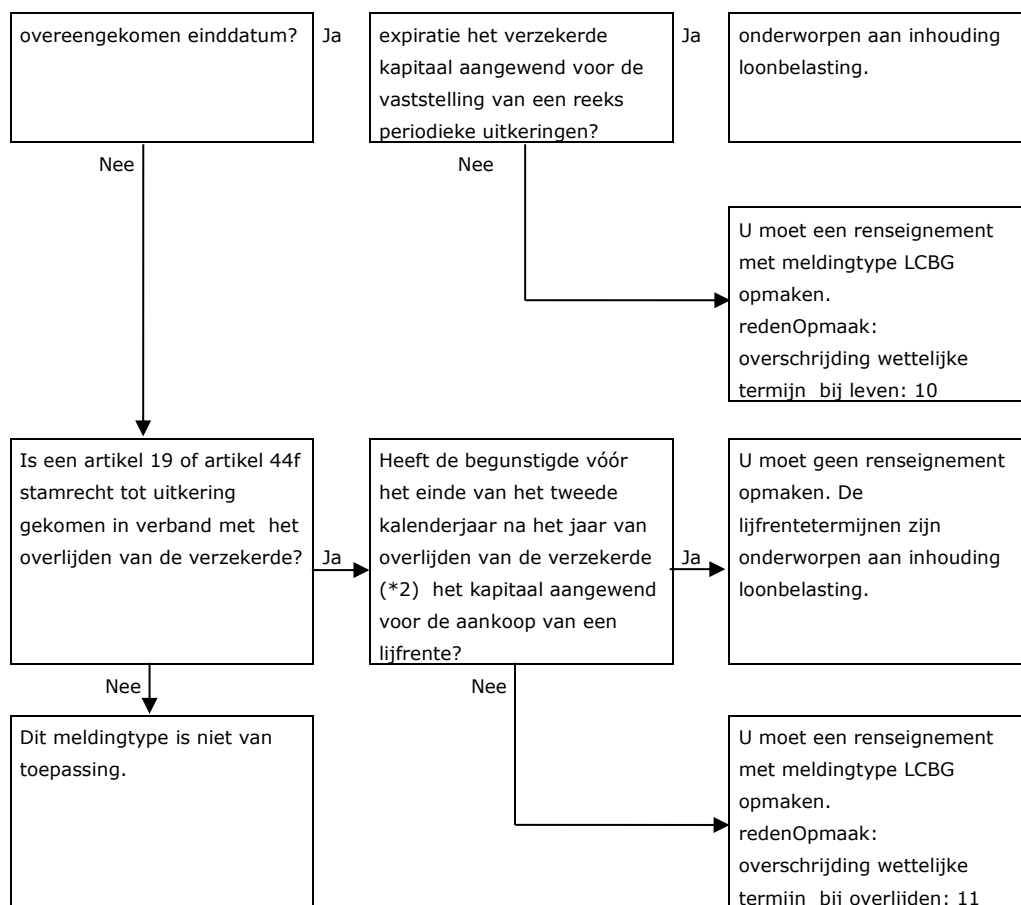 overeengekomen einddatum?
Ja
expiratie het verzekerde
kapitaal aangewend voor de
vaststelling van een reeks
periodieke uitkeringen?
Ja
onderworpen aan inhouding
loonbelasting.
Nee
Nee
U moet een renseignement
met meldingtype LCBG
opmaken.
redenOpmaak:
overschrijding wettelijke
termijn bij leven: 10
Is een artikel 19 of artikel 44f
stamrecht tot uitkering
gekomen in verband met het
overlijden van de verzekerde?
Ja
Heeft de begunstigde vóór
het einde van het tweede
kalenderjaar na het jaar van
overlijden van de verzekerde
(*2) het kapitaal aangewend
voor de aankoop van een
lijfrente?
Ja
U moet geen renseignement
opmaken. De
lijfrentetermijnen zijn
onderworpen aan inhouding
loonbelasting.
Nee
Nee
Dit meldingtype is niet van
toepassing.
U moet een renseignement
met meldingtype LCBG
opmaken.
redenOpmaak:
overschrijding wettelijke
termijn bij overlijden: 11